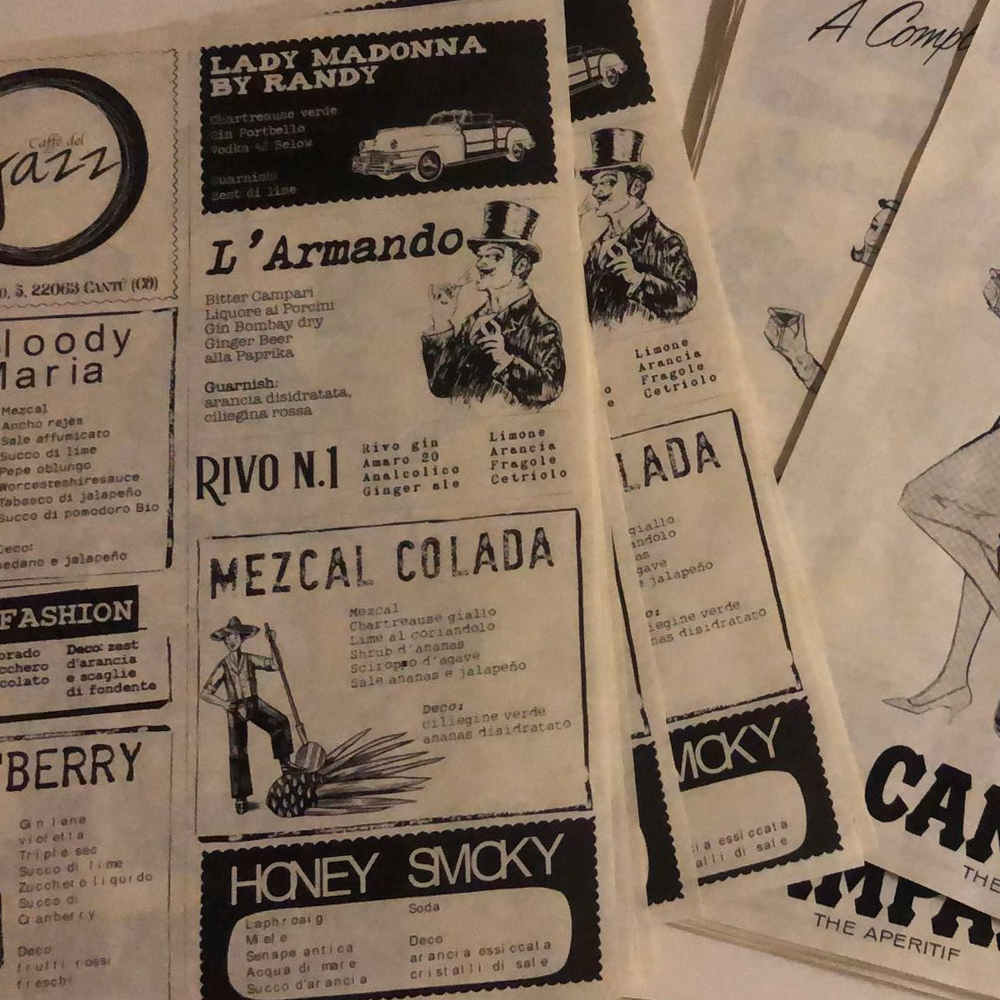 Caffè del
Jazz
5, 22063 CANTÙ (CO)
loody
Maria
Mezcal
Ancho rejes
Sale affumicato
Succo di lime
Pepe oblungo
Worcesteshiresauce
Tabasco di jalapeño
Succo di pomodoro Bio
Deco:
sedano e jalapeño
FASHION
Deco: zest
d'arancia
e scaglie
di fondente
BERRY
Gin lane
violetta
Triple sec
Succo di lime
Zucchero liquido
Succo di
Cranberry
Deco
frutti rossi
freschi
LADY MADONNA
BY RANDY
Chartreause verde
Gin Portbello
Vodka 42 Below
Guarnish:
zest di lime
L'Armando
Bitter Campari
Liquore ai Porcini
Gin Bombay dry
Ginger Beer
alla Paprika
Guarnish:
arancia disidratata,
ciliegina rossa
RIVO N.1
Rivo gin
Amaro 20
Analcolico
Ginger ale
Limone
Arancia
Fragole
Cetriolo
MEZCAL COLADA
Mezcal
Chartreause giallo
Lime al coriandolo
Shrub d'ananas
Sciroppo d'agave
Sale ananas e jalapeño
Deco:
ciliegine verde
ananas disidratato
HONEY SMOKY
Laphroaig
Miele
Senape antica
Acqua di mare
Succo d'arancia
Soda
Deco
arancia essiccata
cristalli di sale
Limone
Arancia
Fragole
Cetriolo
LADA
giallo
ndolo
as
gave
jalapeño
iegine verde
nas disidratato
MOKY
ia essiccata
alli di sale
A Comp
CAM
THE
MPA
THE APERITIF